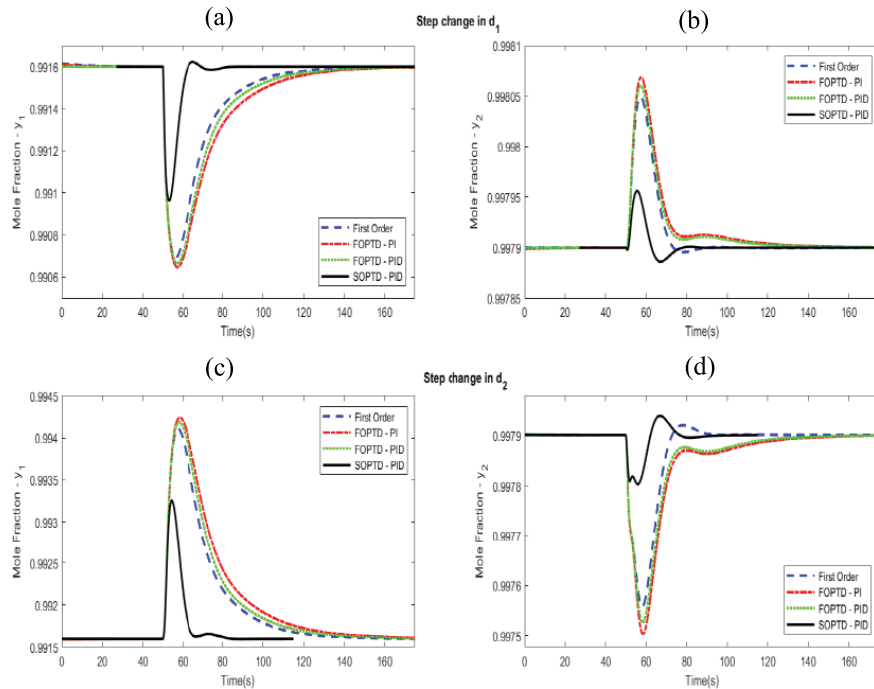 (a)
Step change in d1
(b)
Mole Fraction - y1
0.9916
0.9914
0.9912
0.991
0.9908
0.9906
First Order
FOPTD - PI
FOPTD - PID
SOPTD - PID
0 20 40 60 80 100 120 140 160
Time(s)
Mole Fraction - y2
0.9981
0.99805
0.998
0.99795
0.9979
0.99785
First Order
FOPTD - PI
FOPTD - PID
SOPTD - PID
0 20 40 60 80 100 120 140 160
Time(s)
(c)
Step change in d2
(d)
Mole Fraction - y1
0.9945
0.994
0.9935
0.993
0.9925
0.992
0.9915
First Order
FOPTD - PI
FOPTD - PID
SOPTD - PID
0 20 40 60 80 100 120 140 160
Time(s)
Mole Fraction - y2
0.9979
0.9978
0.9977
0.9976
0.9975
First Order
FOPTD - PI
FOPTD - PID
SOPTD - PID
0 20 40 60 80 100 120 140 160
Time(s)